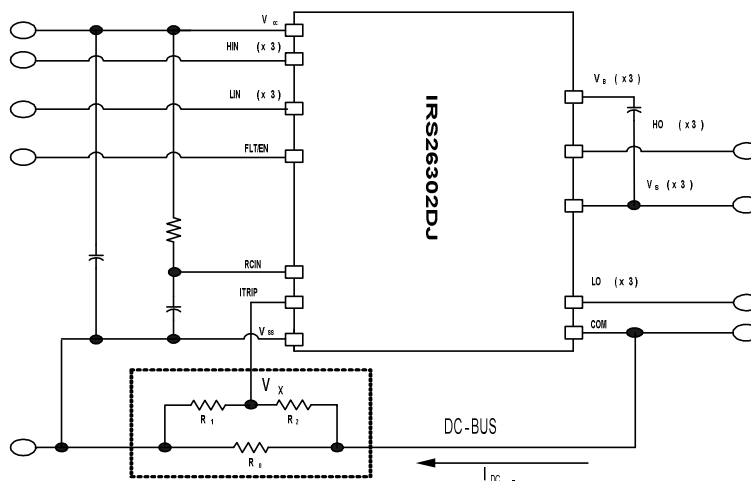 V cc
HIN (x 3)
LIN (x 3)
FLT/EN
RCIN
ITRIP
V ss
IRS26302DJ
V B (x 3)
HO (x 3)
V S (x 3)
LO (x 3)
COM
V X
R 1
R 2
R 0
DC-BUS
I DC -